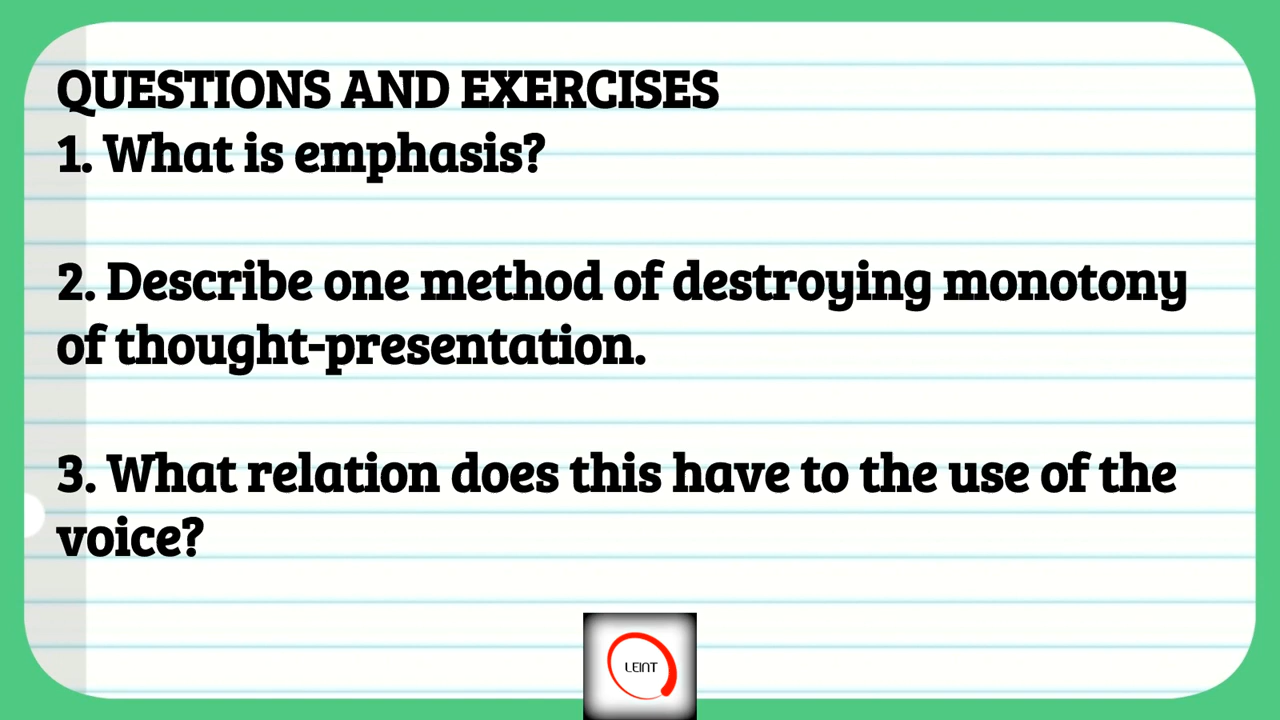 QUESTIONS AND EXERCISES
1. What is emphasis?
2. Describe one method of destroying monotony
of thought-presentation.
3. What relation does this have to the use of the
voice?
LEINT